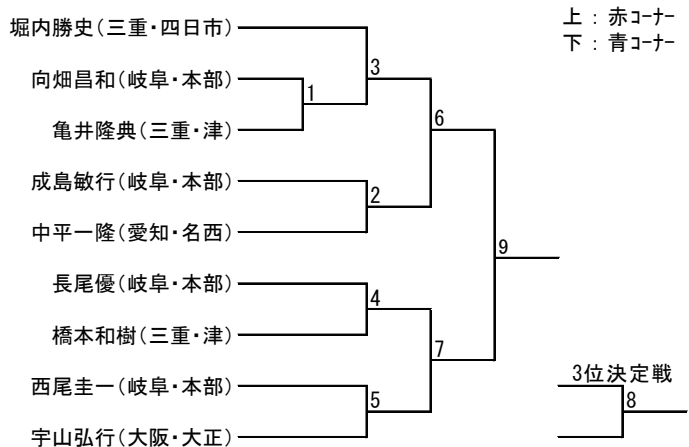 堀内勝史(三重・四日市)
上 : 赤ｺｰﾅｰ
下 : 青ｺｰﾅｰ
3
向畑昌和(岐阜・本部)
1
6
亀井隆典(三重・津)
成島敏行(岐阜・本部)
2
中平一隆(愛知・名西)
9
長尾優(岐阜・本部)
4
橋本和樹(三重・津)
7
3位決定戦
西尾圭一(岐阜・本部)
5
8
宇山弘行(大阪・大正)